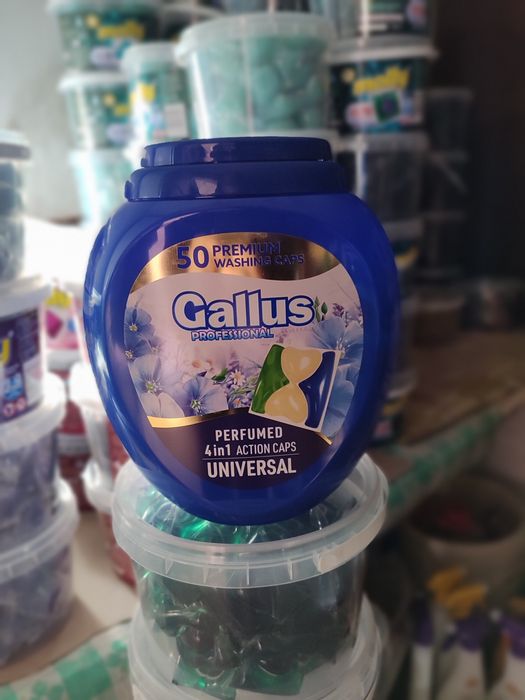 50 PREMIUM
WASHING CAPS
Gallus
PROFESSIONAL
PERFUMED
4in1 ACTION CAPS
UNIVERSAL